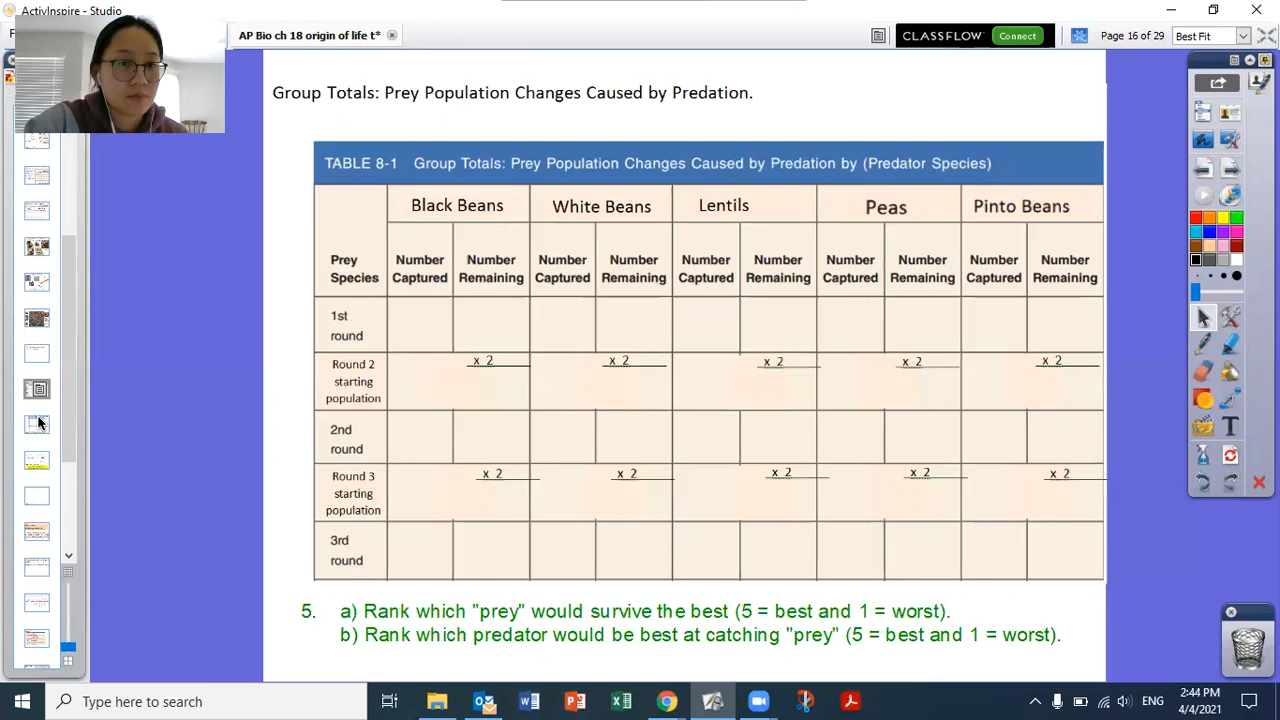 ActivInspire - Studio
AP Bio ch 18 origin of life t*
CLASSFLOW Connect
Page 16 of 29
Best Fit
Group Totals: Prey Population Changes Caused by Predation.
TABLE 8-1 Group Totals: Prey Population Changes Caused by Predation by (Predator Species)
Black Beans White Beans Lentils Peas Pinto Beans
Prey Species Number Captured Number Remaining Number Captured Number Remaining Number Captured Number Remaining Number Captured Number Remaining Number Captured Number Remaining
1st round
Round 2 starting population x 2 x 2 x 2 x 2 x 2
2nd round
Round 3 starting population x 2 x 2 x 2 x 2 x 2
3rd round
5. a) Rank which "prey" would survive the best (5 = best and 1 = worst).
b) Rank which predator would be best at catching "prey" (5 = best and 1 = worst).
Type here to search
ENG
2:44 PM
4/4/2021